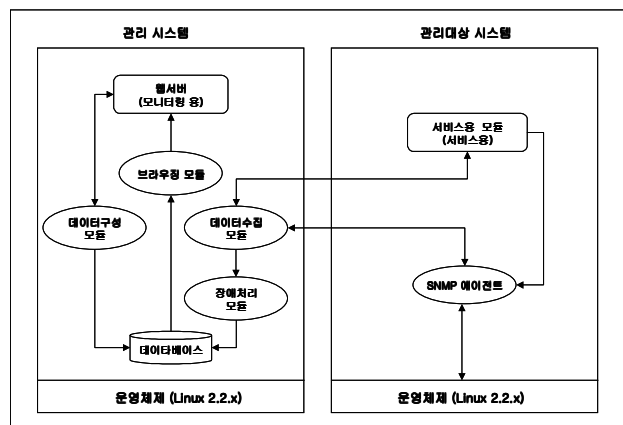 관리 시스템
관리대상 시스템
웹서버
(모니터링 용)
서비스용 모듈
(서비스용)
브라우징 모듈
데이터구성
모듈
데이터수집
모듈
SNMP 에이전트
장애처리
모듈
데이타베이스
운영체제 (Linux 2.2.x)
운영체제 (Linux 2.2.x)